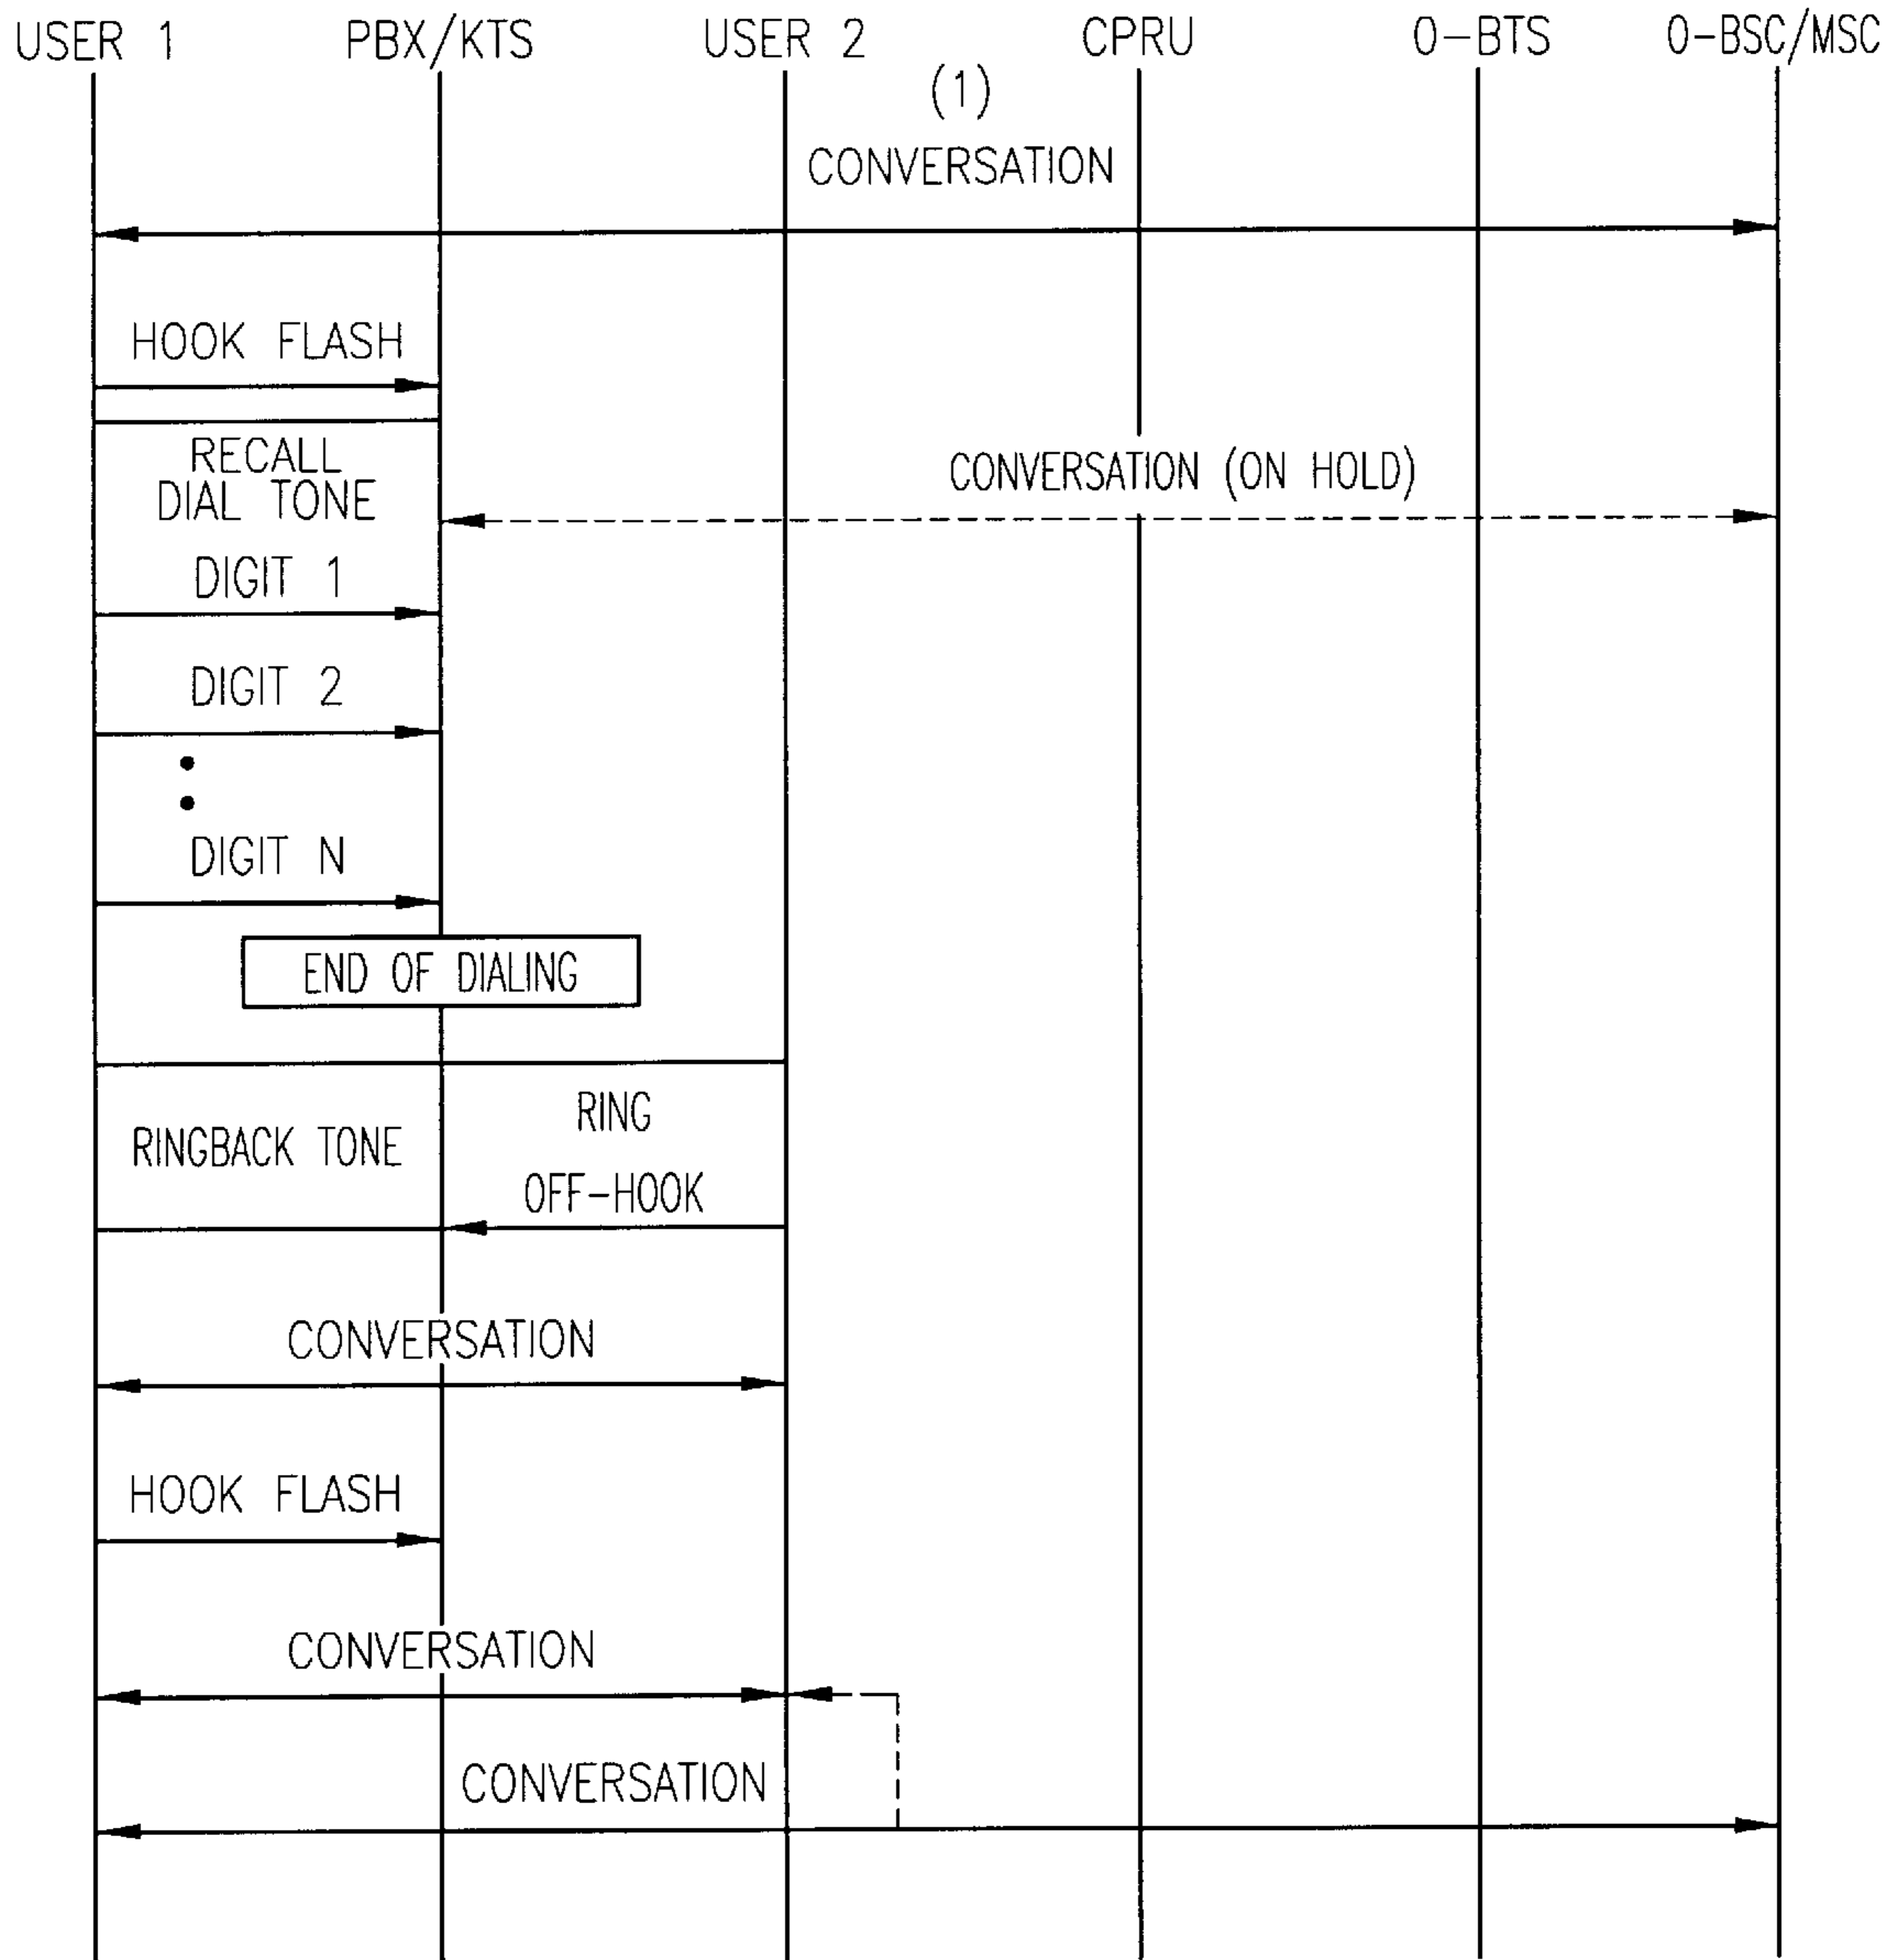 USER 1 PBX/KTS USER 2 CPRU O-BTS O-BSC/MSC
(1)
CONVERSATION
HOOK FLASH
RECALL
DIAL TONE
CONVERSATION (ON HOLD)
DIGIT 1
DIGIT 2
DIGIT N
END OF DIALING
RINGBACK TONE
RING
OFF-HOOK
CONVERSATION
HOOK FLASH
CONVERSATION
CONVERSATION